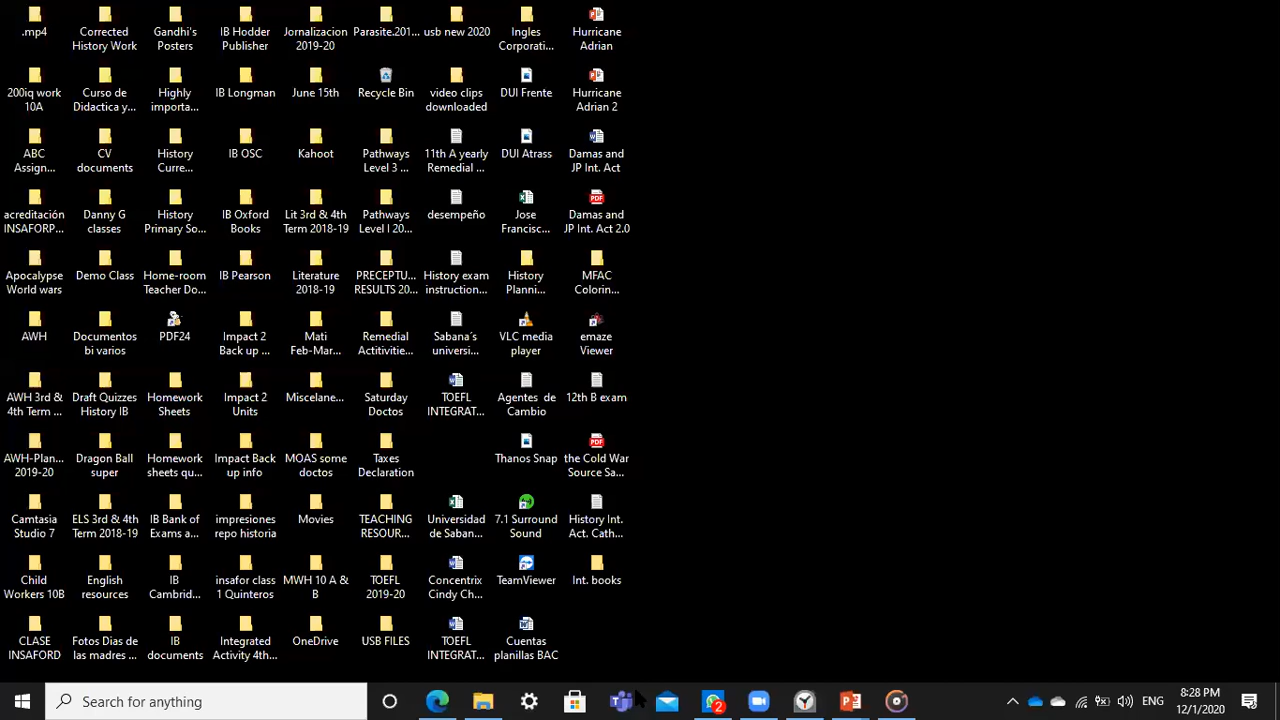 .mp4
Corrected
History Work
Gandhi's
Posters
IB Hodder
Publisher
Jornalizacion
2019-20
Parasite.201...
usb new 2020
Ingles
Corporati...
Hurricane
Adrian
200iq work
10A
Curso de
Didactica y...
Highly
importa...
IB Longman
June 15th
Recycle Bin
video clips
downloaded
DUI Frente
Hurricane
Adrian 2
ABC
Assign...
CV
documents
History
Curre...
IB OSC
Kahoot
Pathways
Level 3 ...
11th A yearly
Remedial ...
DUI Atrass
Damas and
JP Int. Act
acreditación
INSAFORP...
Danny G
classes
History
Primary So...
IB Oxford
Books
Lit 3rd & 4th
Term 2018-19
Pathways
Level I 20...
desempeño
Jose
Francisc...
Damas and
JP Int. Act 2.0
Apocalypse
World wars
Demo Class
Home-room
Teacher Do...
IB Pearson
Literature
2018-19
PRECEPTU...
RESULTS 20...
History exam
instruction...
History
Planni...
MFAC
Colorin...
AWH
Documentos
bi varios
PDF24
Impact 2
Back up ...
Mati
Feb-Mar...
Remedial
Actitivitie...
Sabana´s
universi...
VLC media
player
emaze
Viewer
AWH 3rd &
4th Term ...
Draft Quizzes
History IB
Homework
Sheets
Impact 2
Units
Miscelane...
Saturday
Doctos
TOEFL
INTEGRAT...
Agentes de
Cambio
12th B exam
AWH-Plan...
2019-20
Dragon Ball
super
Homework
sheets qu...
Impact Back
up info
MOAS some
doctos
Taxes
Declaration
Thanos Snap
the Cold War
Source Sa...
Camtasia
Studio 7
ELS 3rd & 4th
Term 2018-19
IB Bank of
Exams a...
impresiones
repo historia
Movies
TEACHING
RESOUR...
Universidad
de Saban...
7.1 Surround
Sound
History Int.
Act. Cath...
Child
Workers 10B
English
resources
IB
Cambrid...
insafor class
1 Quinteros
MWH 10 A &
B
TOEFL
2019-20
Concentrix
Cindy Ch...
TeamViewer
Int. books
CLASE
INSAFORD
Fotos Dias de
las madres ...
IB
documents
Integrated
Activity 4th...
OneDrive
USB FILES
TOEFL
INTEGRAT...
Cuentas
planillas BAC
Search for anything
2
ENG
8:28 PM
12/1/2020